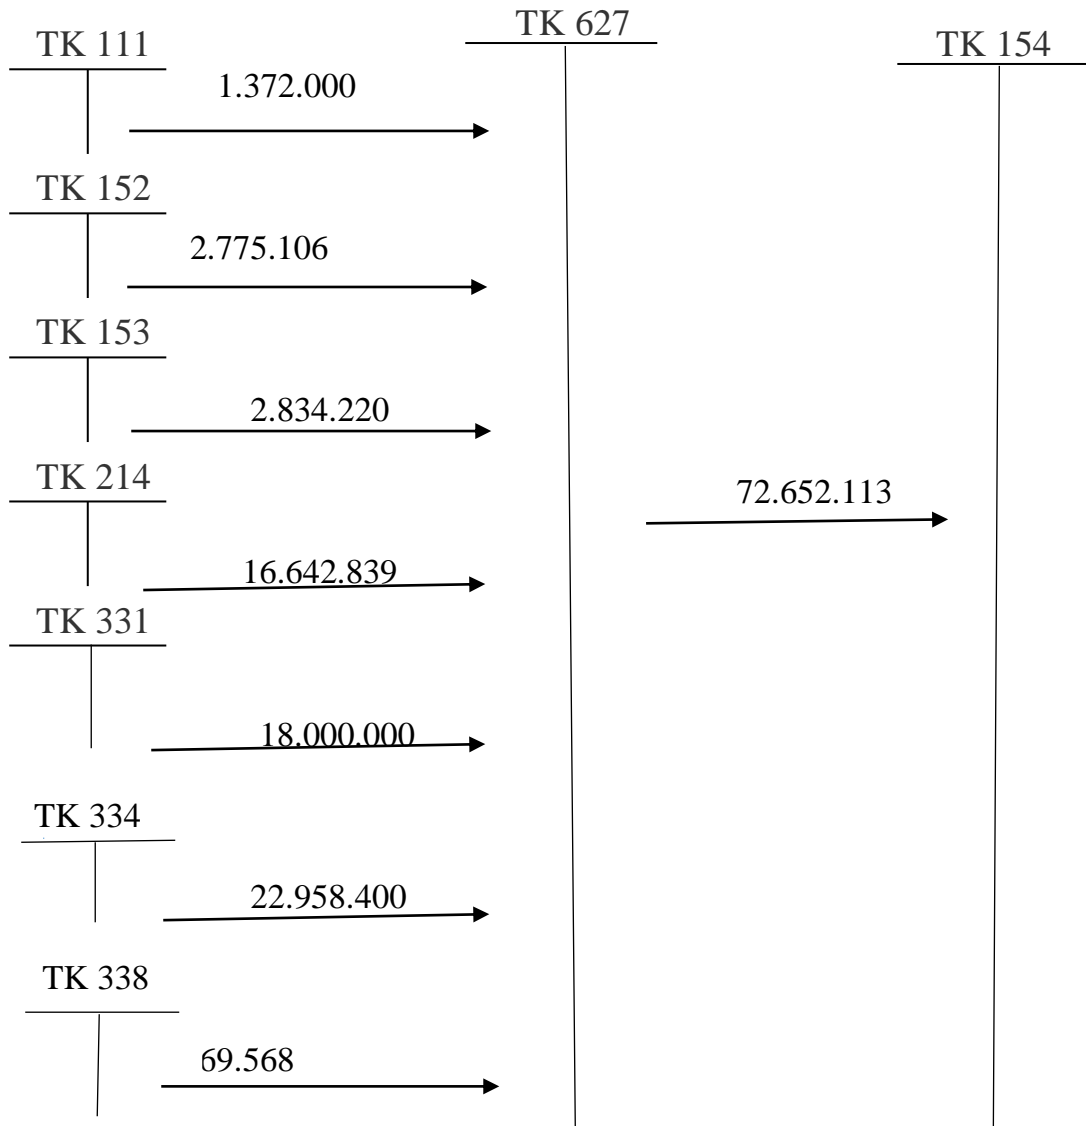 TK 111
TK 627
TK 154
1.372.000
TK 152
2.775.106
TK 153
2.834.220
TK 214
72.652.113
16.642.839
TK 331
18.000.000
TK 334
22.958.400
TK 338
69.568